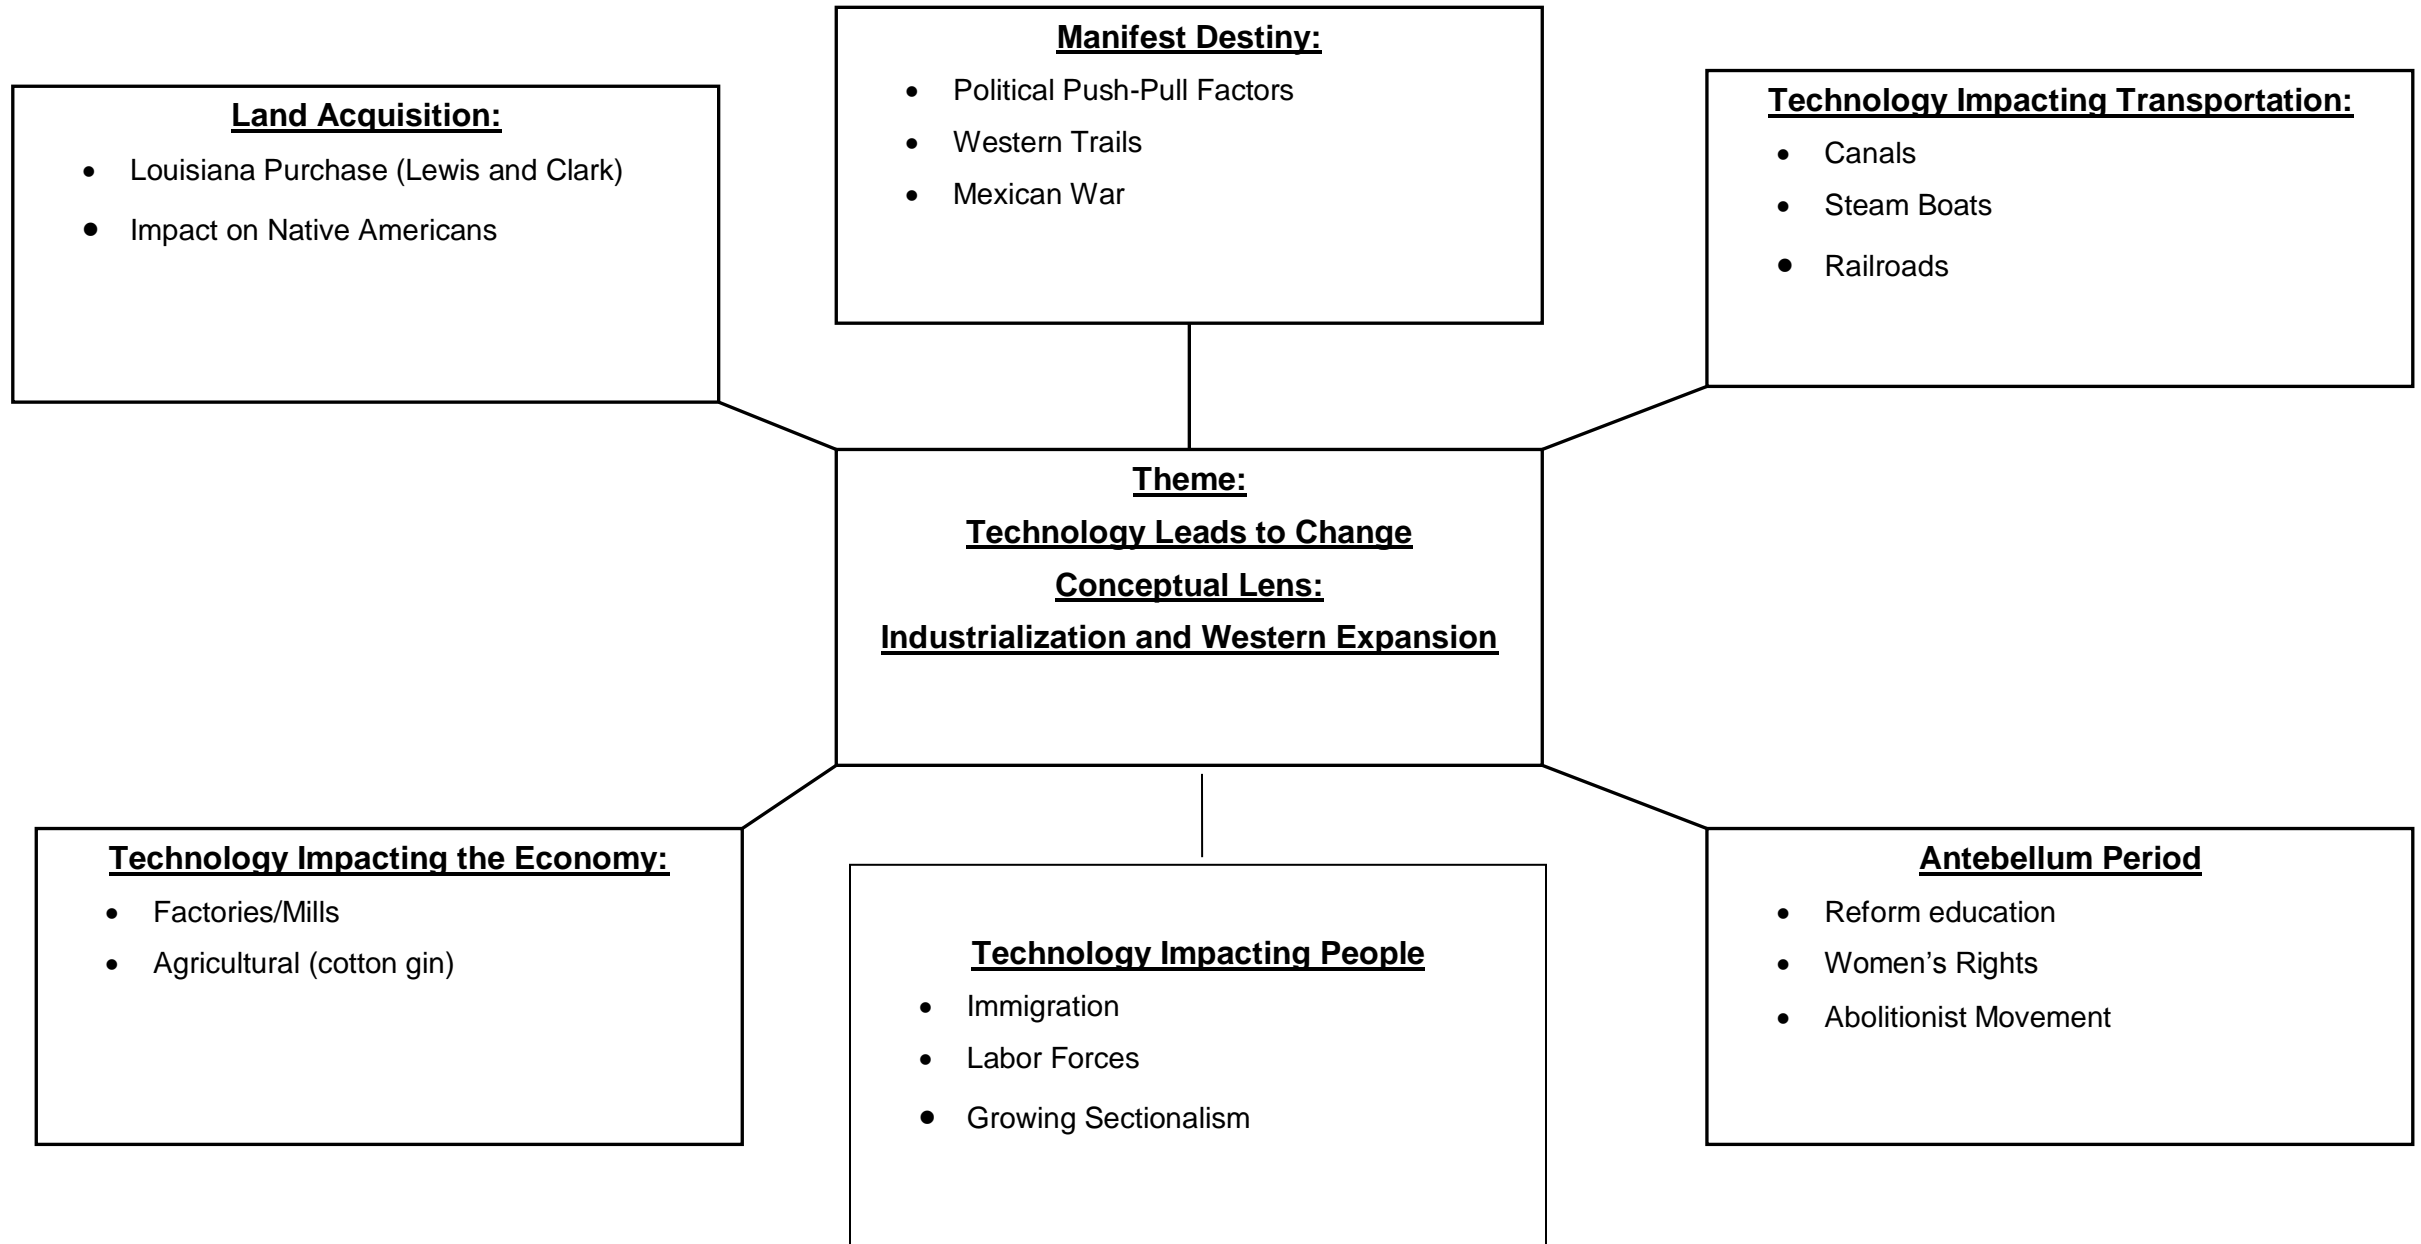 Manifest Destiny:
• Political Push-Pull Factors
• Western Trails
• Mexican War
Land Acquisition:
• Louisiana Purchase (Lewis and Clark)
• Impact on Native Americans
Technology Impacting Transportation:
• Canals
• Steam Boats
• Railroads
Theme:
Technology Leads to Change
Conceptual Lens:
Industrialization and Western Expansion
Technology Impacting the Economy:
• Factories/Mills
• Agricultural (cotton gin)
Technology Impacting People
• Immigration
• Labor Forces
• Growing Sectionalism
Antebellum Period
• Reform education
• Women’s Rights
• Abolitionist Movement